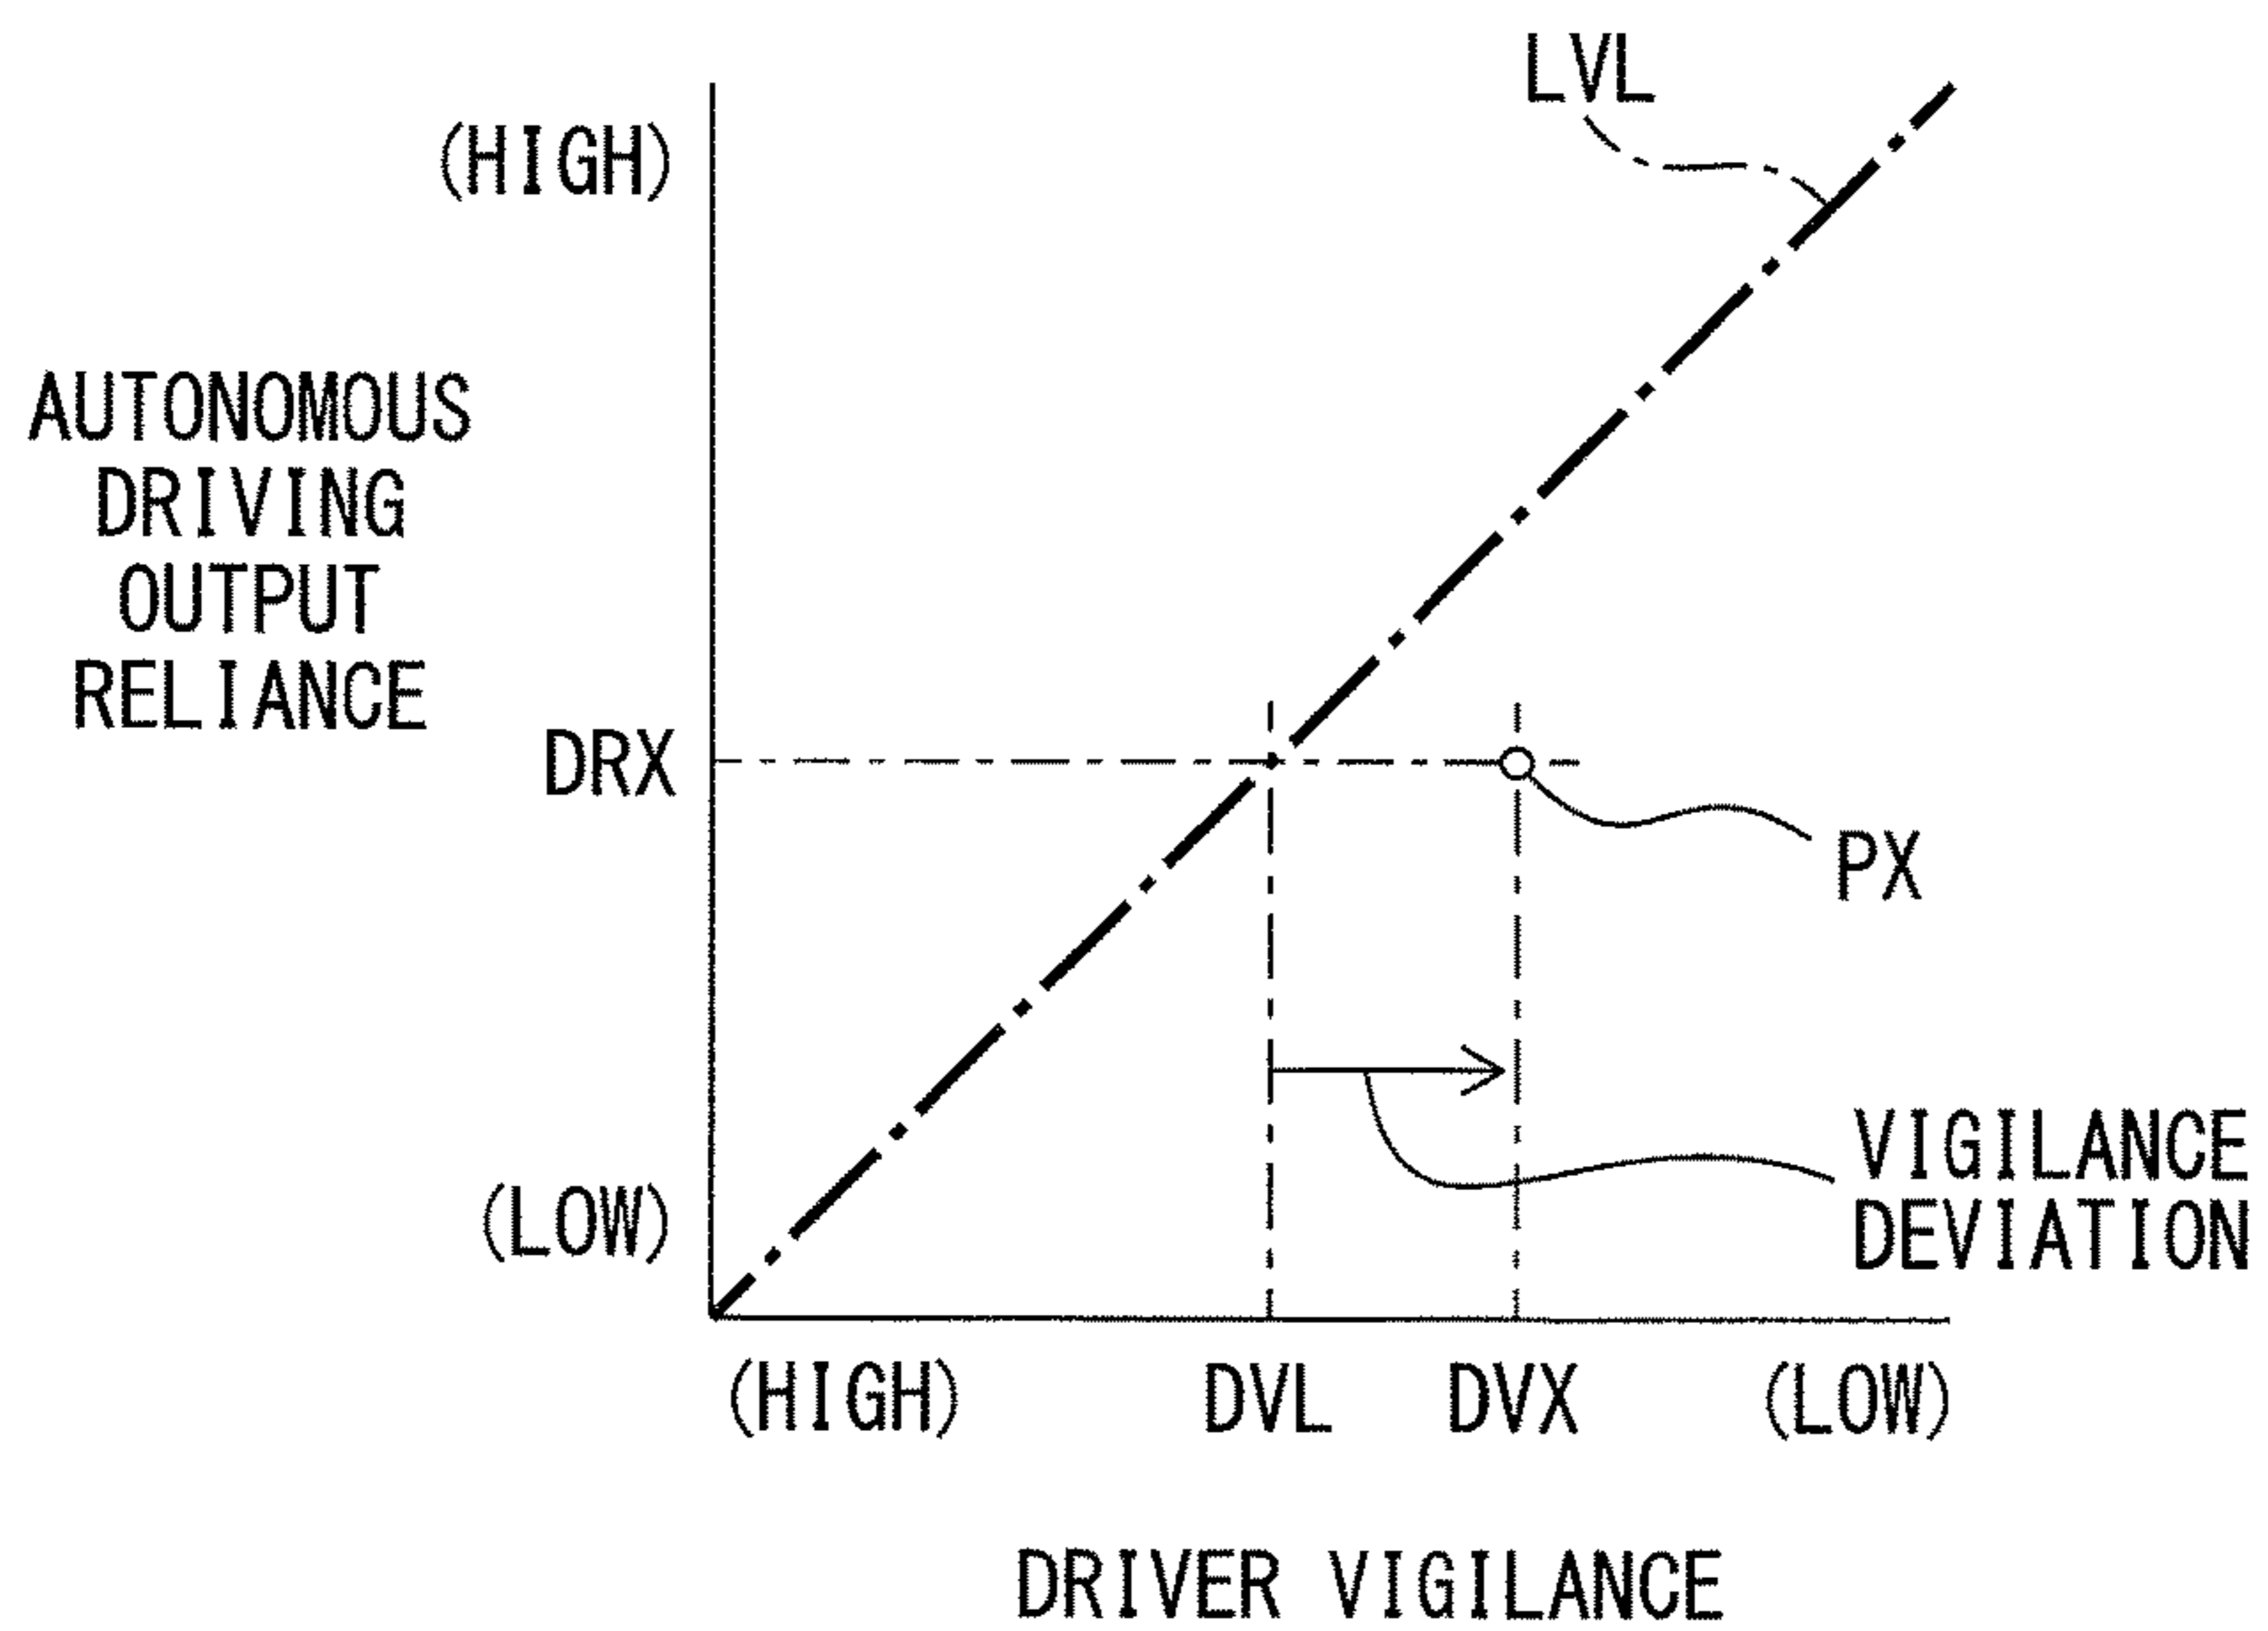 LVL
(HIGH)
AUTONOMOUS
DRIVING
OUTPUT
RELIANCE
DRX
PX
VIGILANCE
DEVIATION
(LOW)
(HIGH)
DVL
DVX
(LOW)
DRIVER VIGILANCE